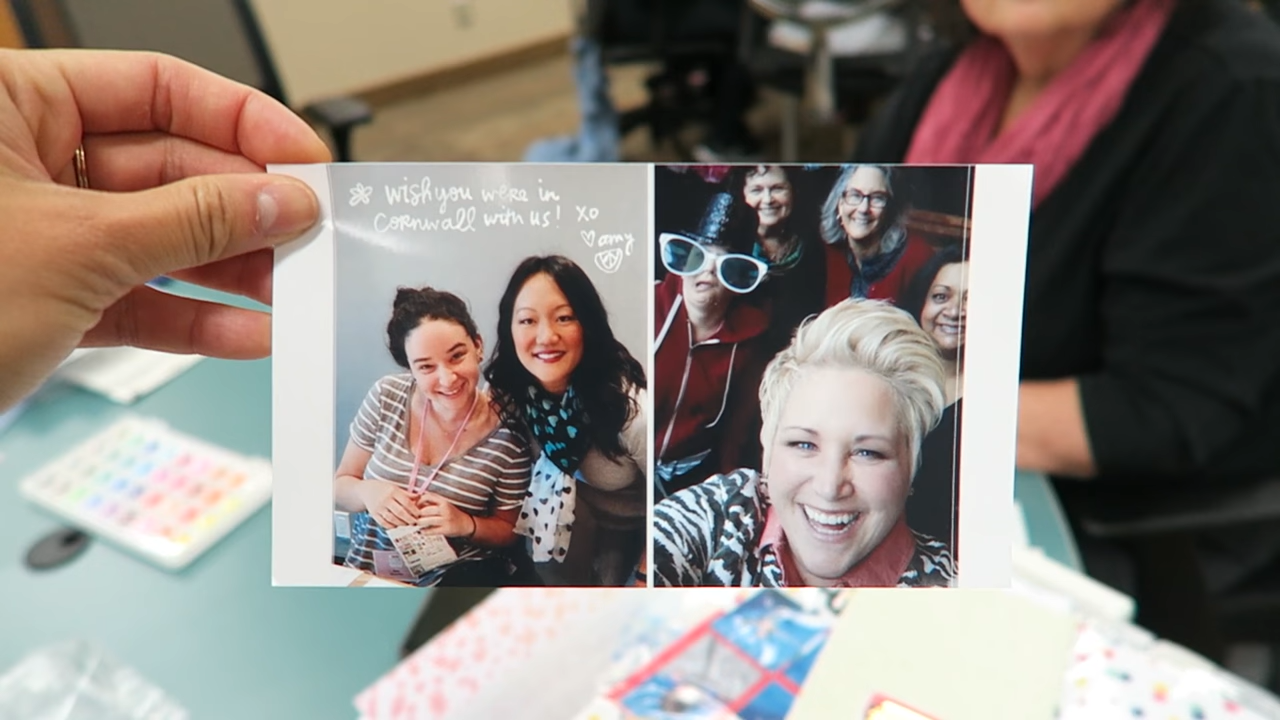 wish you were in
Cornwall with us! xo
♡ amy